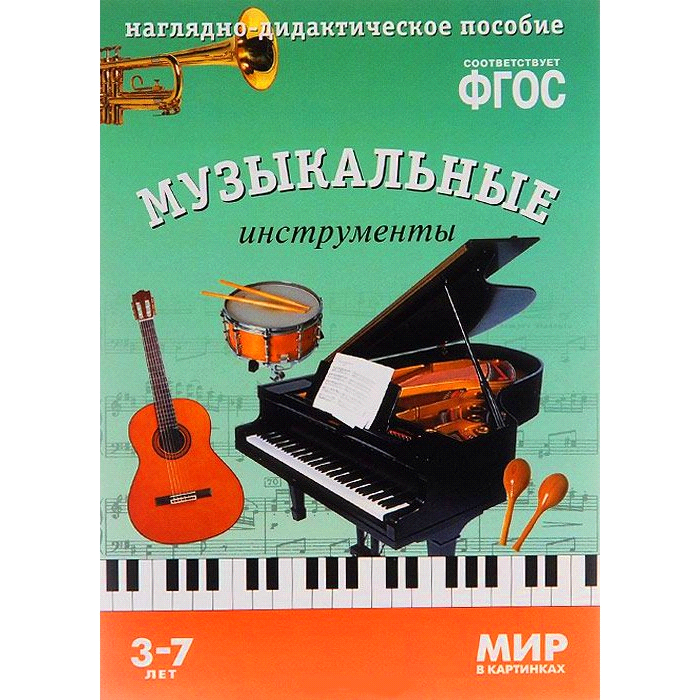 наглядно-дидактическое пособие
СООТВЕТСТВУЕТ
ФГОС
МУЗЫКАЛЬНЫЕ
инструменты
3-7
ЛЕТ
МИР
В КАРТИНКАХ